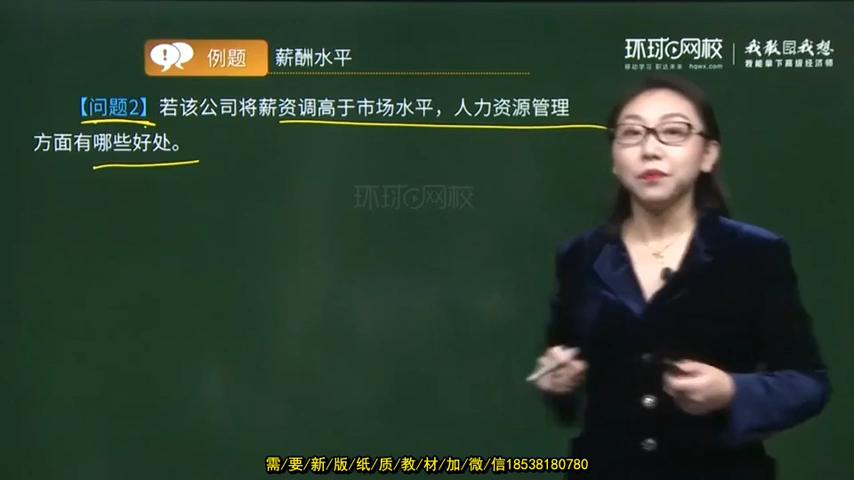 例题
薪酬水平
环球网校
移动学习 职达未来 hqwx.com
我教因我想
我能拿下高级经济师
【问题2】若该公司将薪资调高于市场水平，人力资源管理
方面有哪些好处。
环球网校
需/要/新/版/纸/质/教/材/加/微/信18538180780